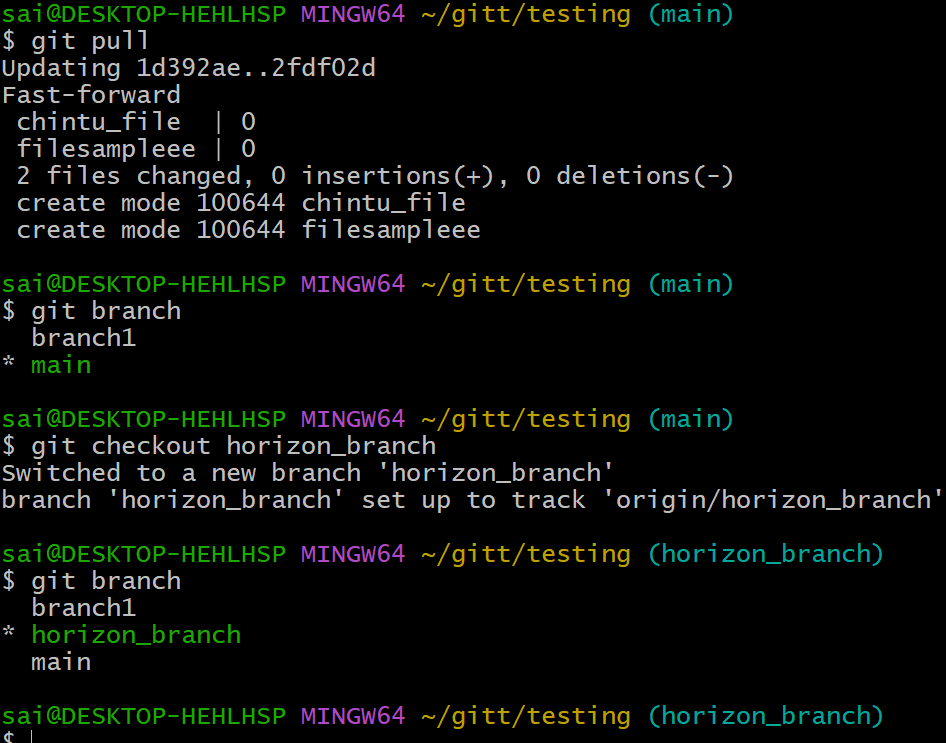 sai@DESKTOP-HEHLHSP MINGW64 ~/gitt/testing (main)
$ git pull
Updating 1d392ae..2fdf02d
Fast-forward
 chintu_file  | 0
 filesampleee | 0
 2 files changed, 0 insertions(+), 0 deletions(-)
 create mode 100644 chintu_file
 create mode 100644 filesampleee

sai@DESKTOP-HEHLHSP MINGW64 ~/gitt/testing (main)
$ git branch
  branch1
* main

sai@DESKTOP-HEHLHSP MINGW64 ~/gitt/testing (main)
$ git checkout horizon_branch
Switched to a new branch 'horizon_branch'
branch 'horizon_branch' set up to track 'origin/horizon_branch'

sai@DESKTOP-HEHLHSP MINGW64 ~/gitt/testing (horizon_branch)
$ git branch
  branch1
* horizon_branch
  main

sai@DESKTOP-HEHLHSP MINGW64 ~/gitt/testing (horizon_branch)
$